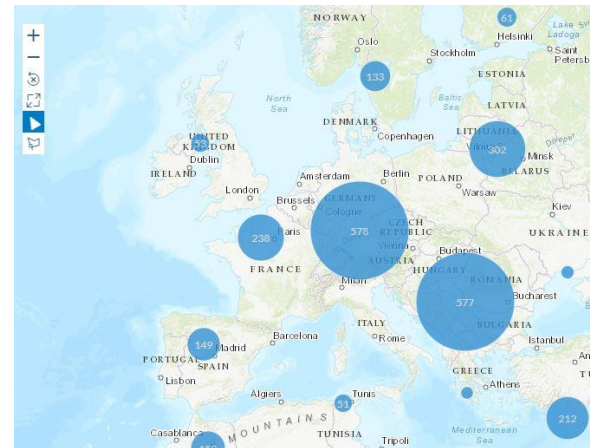 NORWAY
61
Lake
Ladoga
Helsinki
Oslo
Saint
Petersb
Stockholm
133
ESTONIA
North
Sea
Baltic
Sea
LATVIA
DENMARK
Copenhagen
LITHUANIA
UNITED
KINGDOM
53
302
Minsk
Dublin
IRELAND
BELARUS
Amsterdam
Berlin
POLAND
London
Warsaw
Brussels
GERMANY
Cologne
Kiev
238
Paris
578
CZECH
REPUBLIC
UKRAINE
Vienna
AUSTRIA
Budapest
HUNGARY
FRANCE
Milan
ROMANIA
577
Bucharest
BULGARIA
ITALY
Barcelona
Rome
Istanbul
149
Madrid
PORTUGAL
SPAIN
GREECE
Lisbon
Athens
Algiers
Tunis
51
212
Casablanca
MOUNTAINS
TUNISIA
Mediterranean
Sea
Tripoli